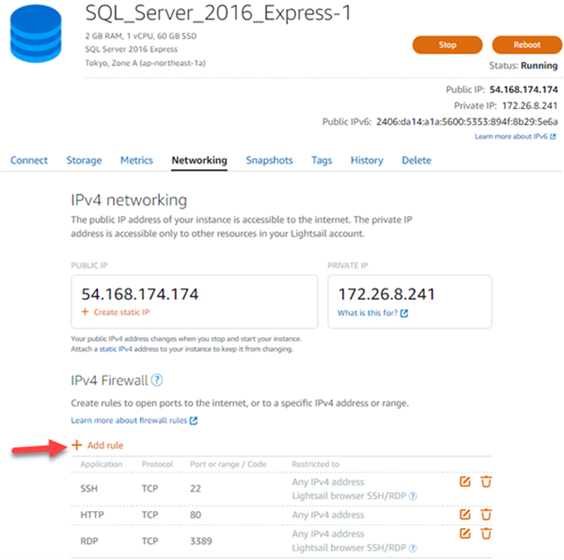 SQL_Server_2016_Express-1
2 GB RAM, 1 vCPU, 60 GB SSD
SQL Server 2016 Express
Tokyo, Zone A (ap-northeast-1a)
Stop
Reboot
Status: Running
Public IP: 54.168.174.174
Private IP: 172.26.8.241
Public IPv6: 2406:da14:a1a:5600:5353:894f:8b29:5e6a
Learn more about IPv6
Connect Storage Metrics Networking Snapshots Tags History Delete
IPv4 networking
The public IP address of your instance is accessible to the internet. The private IP
address is accessible only to other resources in your Lightsail account.
PUBLIC IP
54.168.174.174
+ Create static IP
PRIVATE IP
172.26.8.241
What is this for?
Your public IPv4 address changes when you stop and start your instance.
Attach a static IPv4 address to your instance to keep it from changing.
IPv4 Firewall ?
Create rules to open ports to the internet, or to a specific IPv4 address or range.
Learn more about firewall rules
+ Add rule
Application Protocol Port or range / Code Restricted to
SSH TCP 22 Any IPv4 address
Lightsail browser SSH/RDP ?
HTTP TCP 80 Any IPv4 address
RDP TCP 3389 Any IPv4 address
Lightsail browser SSH/RDP ?